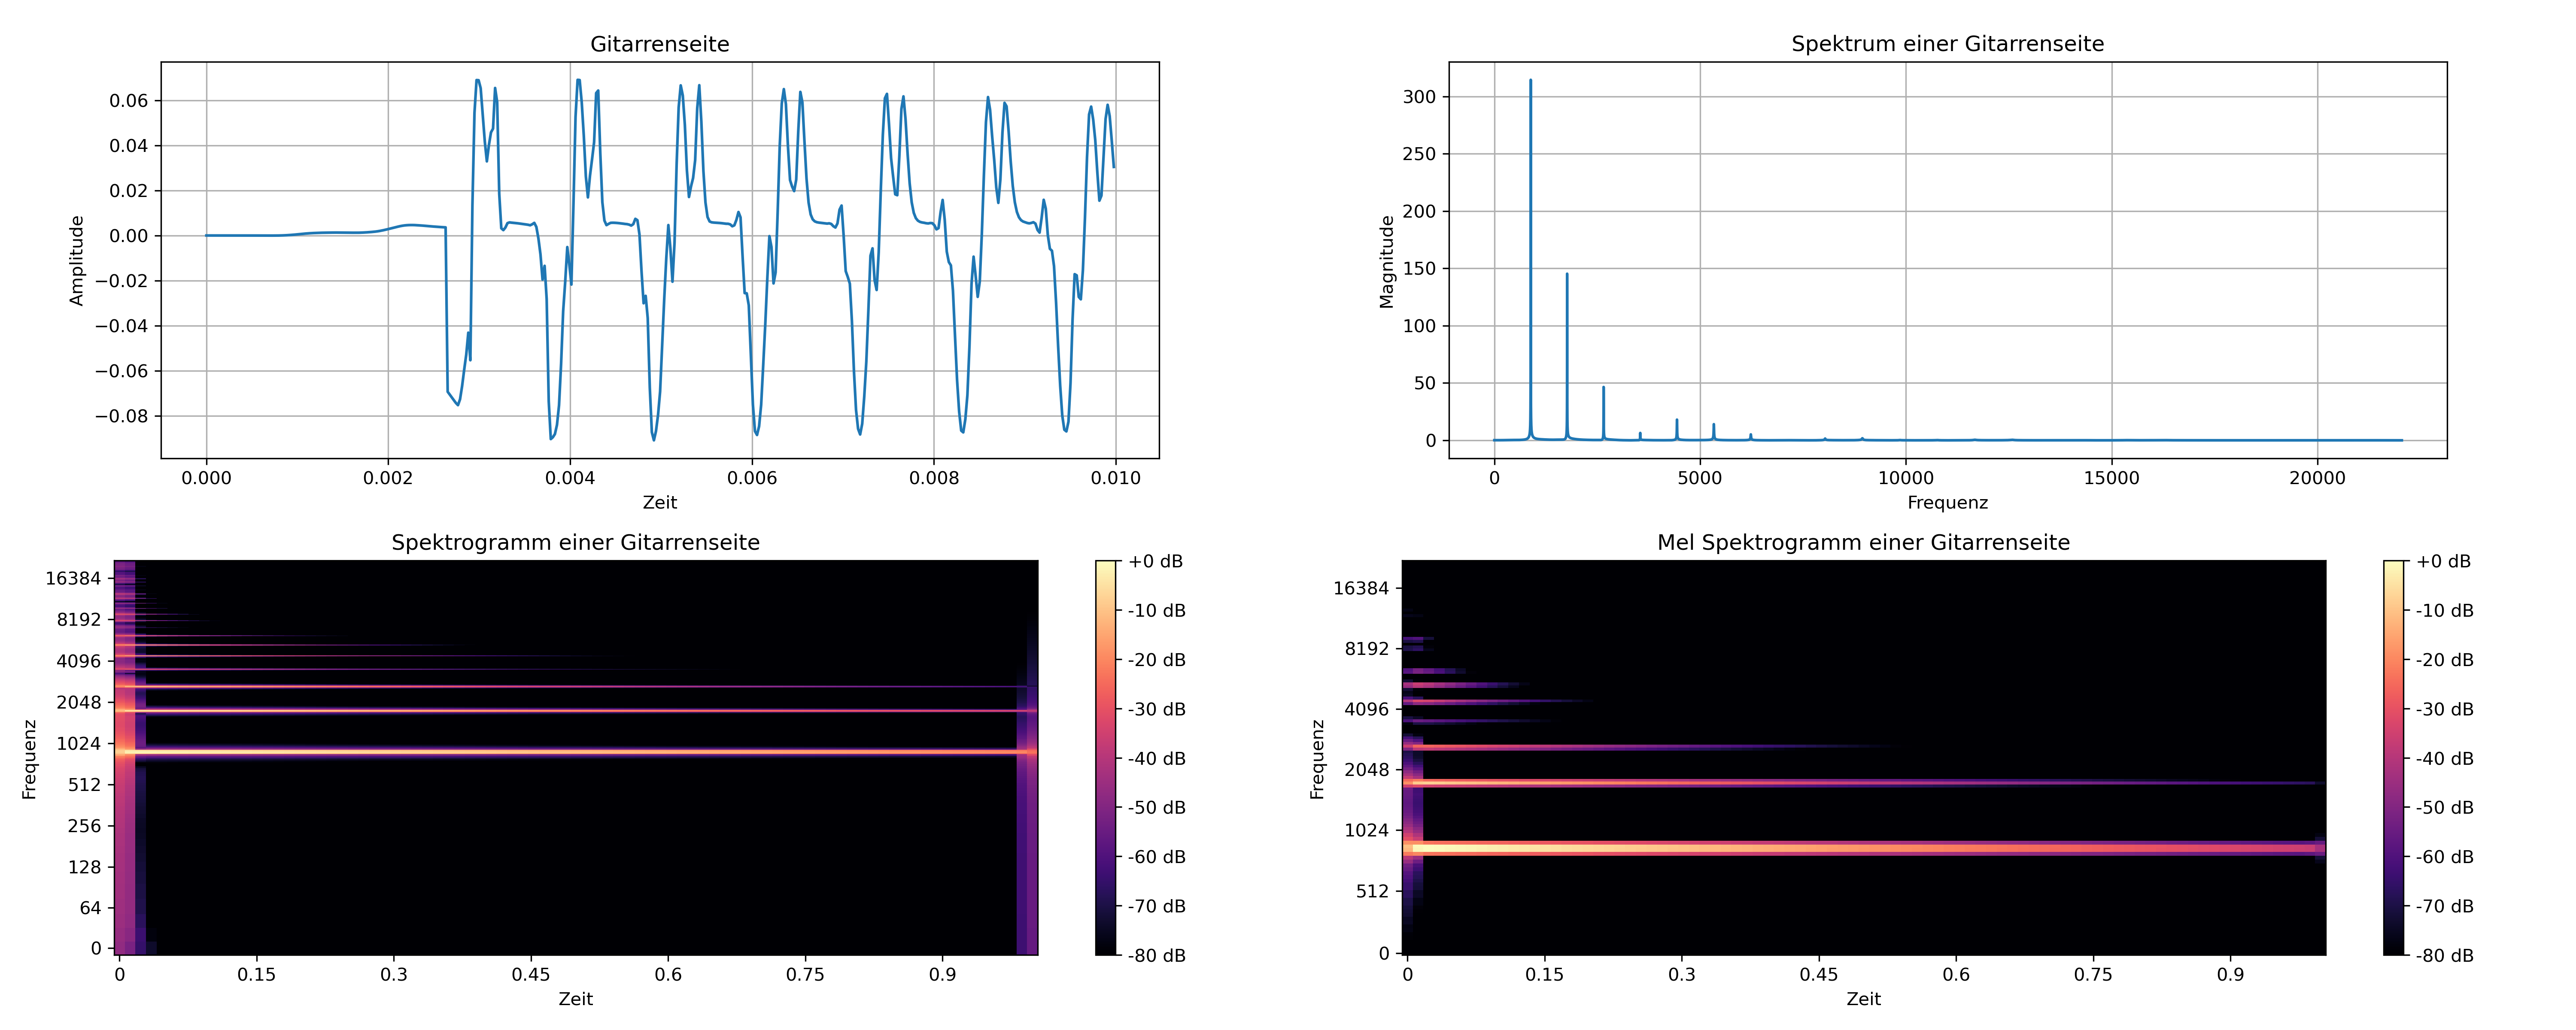 Gitarrenseite
Amplitude
0.06
0.04
0.02
0.00
−0.02
−0.04
−0.06
−0.08
0.000 0.002 0.004 0.006 0.008 0.010
Zeit
Spektrum einer Gitarrenseite
Magnitude
300
250
200
150
100
50
0
0 5000 10000 15000 20000
Frequenz
Spektrogramm einer Gitarrenseite
Frequenz
16384
8192
4096
2048
1024
512
256
128
64
0
0 0.15 0.3 0.45 0.6 0.75 0.9
Zeit
+0 dB
-10 dB
-20 dB
-30 dB
-40 dB
-50 dB
-60 dB
-70 dB
-80 dB
Mel Spektrogramm einer Gitarrenseite
Frequenz
16384
8192
4096
2048
1024
512
0
0 0.15 0.3 0.45 0.6 0.75 0.9
Zeit
+0 dB
-10 dB
-20 dB
-30 dB
-40 dB
-50 dB
-60 dB
-70 dB
-80 dB